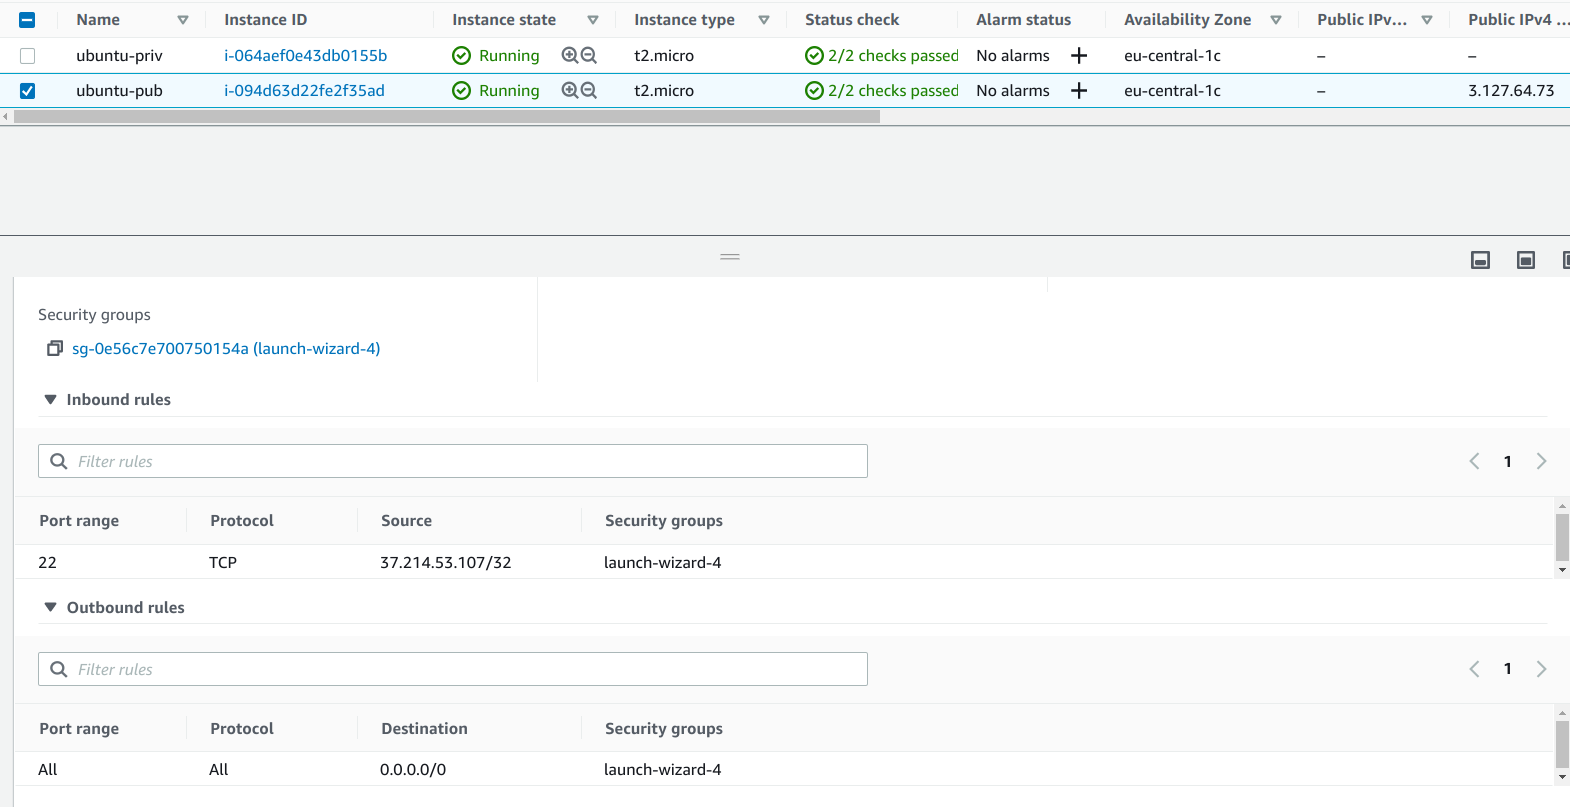 Name Instance ID Instance state Instance type Status check Alarm status Availability Zone Public IPv... Public IPv4 ...
ubuntu-priv i-064aef0e43db0155b Running t2.micro 2/2 checks passed No alarms + eu-central-1c – –
ubuntu-pub i-094d63d22fe2f35ad Running t2.micro 2/2 checks passed No alarms + eu-central-1c – 3.127.64.73
Security groups
sg-0e56c7e700750154a (launch-wizard-4)
Inbound rules
Filter rules 1
Port range Protocol Source Security groups
22 TCP 37.214.53.107/32 launch-wizard-4
Outbound rules
Filter rules 1
Port range Protocol Destination Security groups
All All 0.0.0.0/0 launch-wizard-4